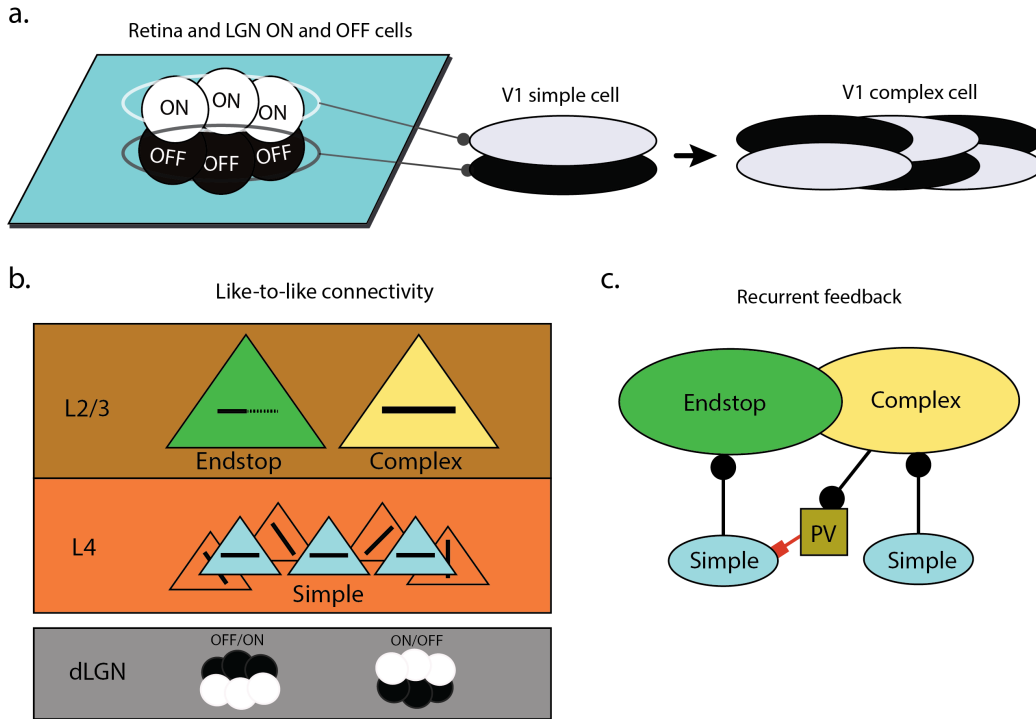 a.
Retina and LGN ON and OFF cells
ON
ON
ON
OFF
OFF
OFF
V1 simple cell
V1 complex cell
b.
Like-to-like connectivity
L2/3
Endstop
Complex
L4
Simple
dLGN
OFF/ON
ON/OFF
c.
Recurrent feedback
Endstop
Complex
PV
Simple
Simple